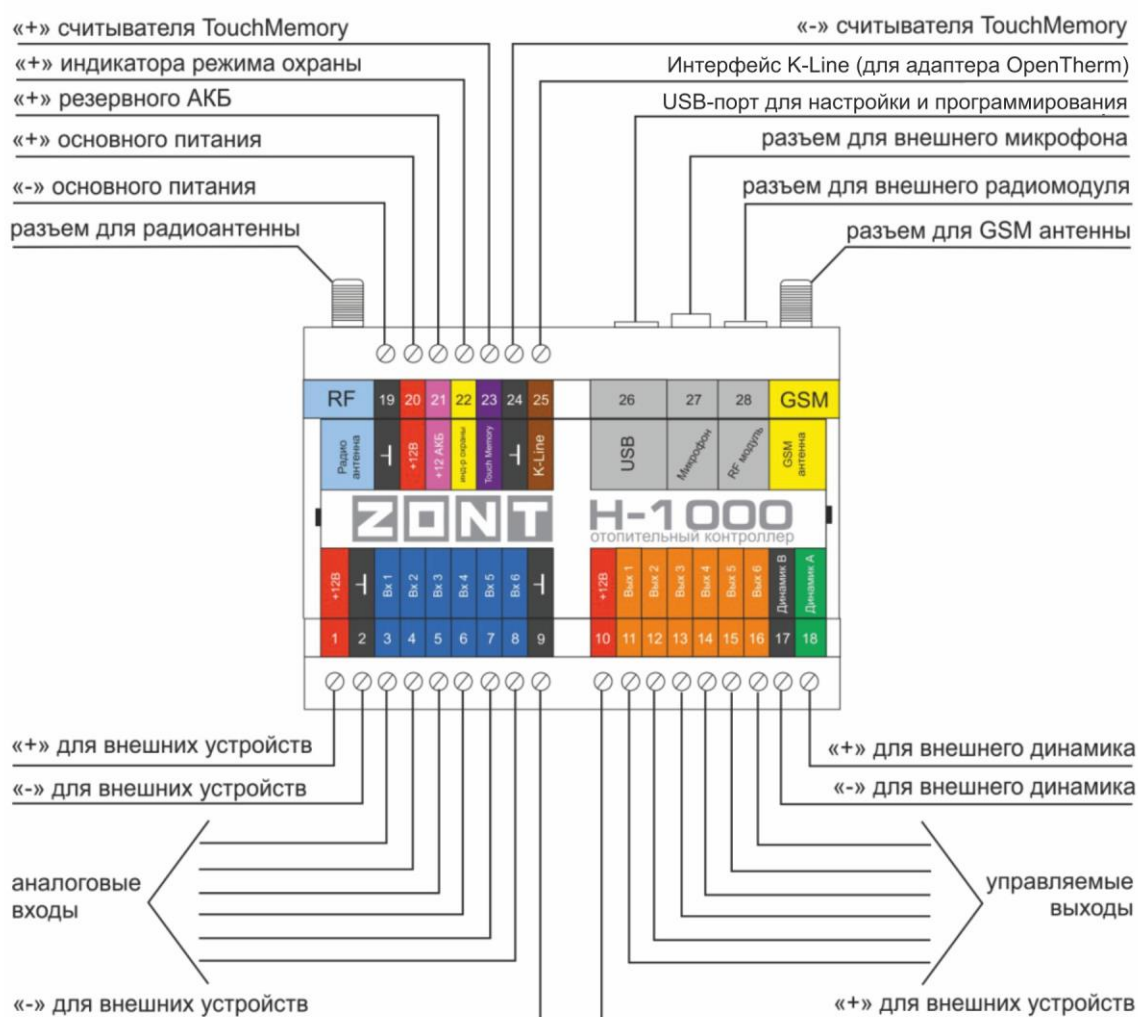 «+» считывателя TouchMemory
«+» индикатора режима охраны
«+» резервного АКБ
«+» основного питания
«-» основного питания
разъем для радиоантенны
«-» считывателя TouchMemory
Интерфейс K-Line (для адаптера OpenTherm)
USB-порт для настройки и программирования
разъем для внешнего микрофона
разъем для внешнего радиомодуля
разъем для GSM антенны
RF 19 20 21 22 23 24 25 26 27 28 GSM
Радио
антенна
+12В
+12 АКБ
инд-р охраны
Touch Memory
K-Line
USB
Микрофон
RF модуль
GSM
антенна
ZONT H-1000
отопительный контроллер
+12В
Вх 1
Вх 2
Вх 3
Вх 4
Вх 5
Вх 6
+12В
Вых 1
Вых 2
Вых 3
Вых 4
Вых 5
Вых 6
Динамик В
Динамик А
1 2 3 4 5 6 7 8 9 10 11 12 13 14 15 16 17 18
«+» для внешних устройств
«-» для внешних устройств
аналоговые
входы
«-» для внешних устройств
«+» для внешнего динамика
«-» для внешнего динамика
управляемые
выходы
«+» для внешних устройств